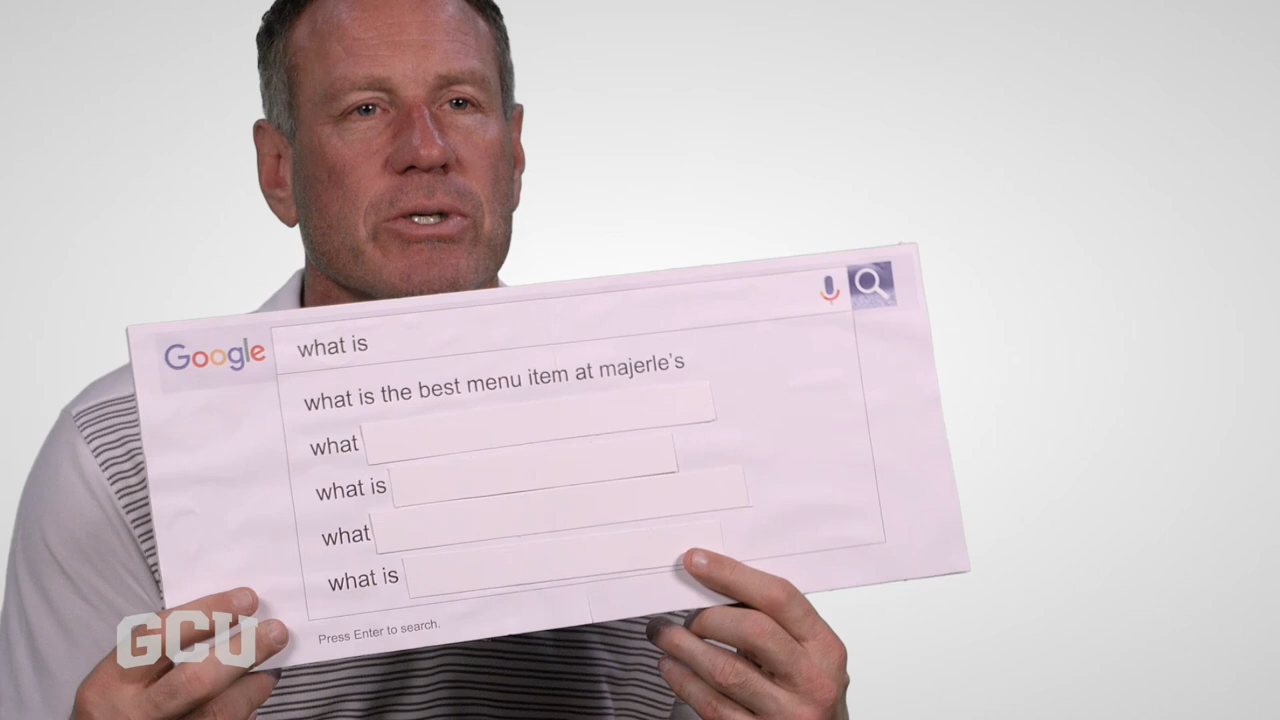 Google
what is
what is the best menu item at majerle's
what
what is
what
what is
Press Enter to search.
GCU